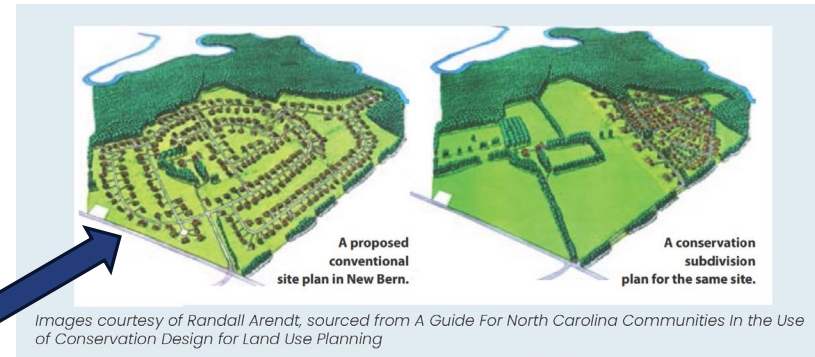 A proposed
conventional
site plan in New Bern.
A conservation
subdivision
plan for the same site.
Images courtesy of Randall Arendt, sourced from A Guide For North Carolina Communities In the Use
of Conservation Design for Land Use Planning